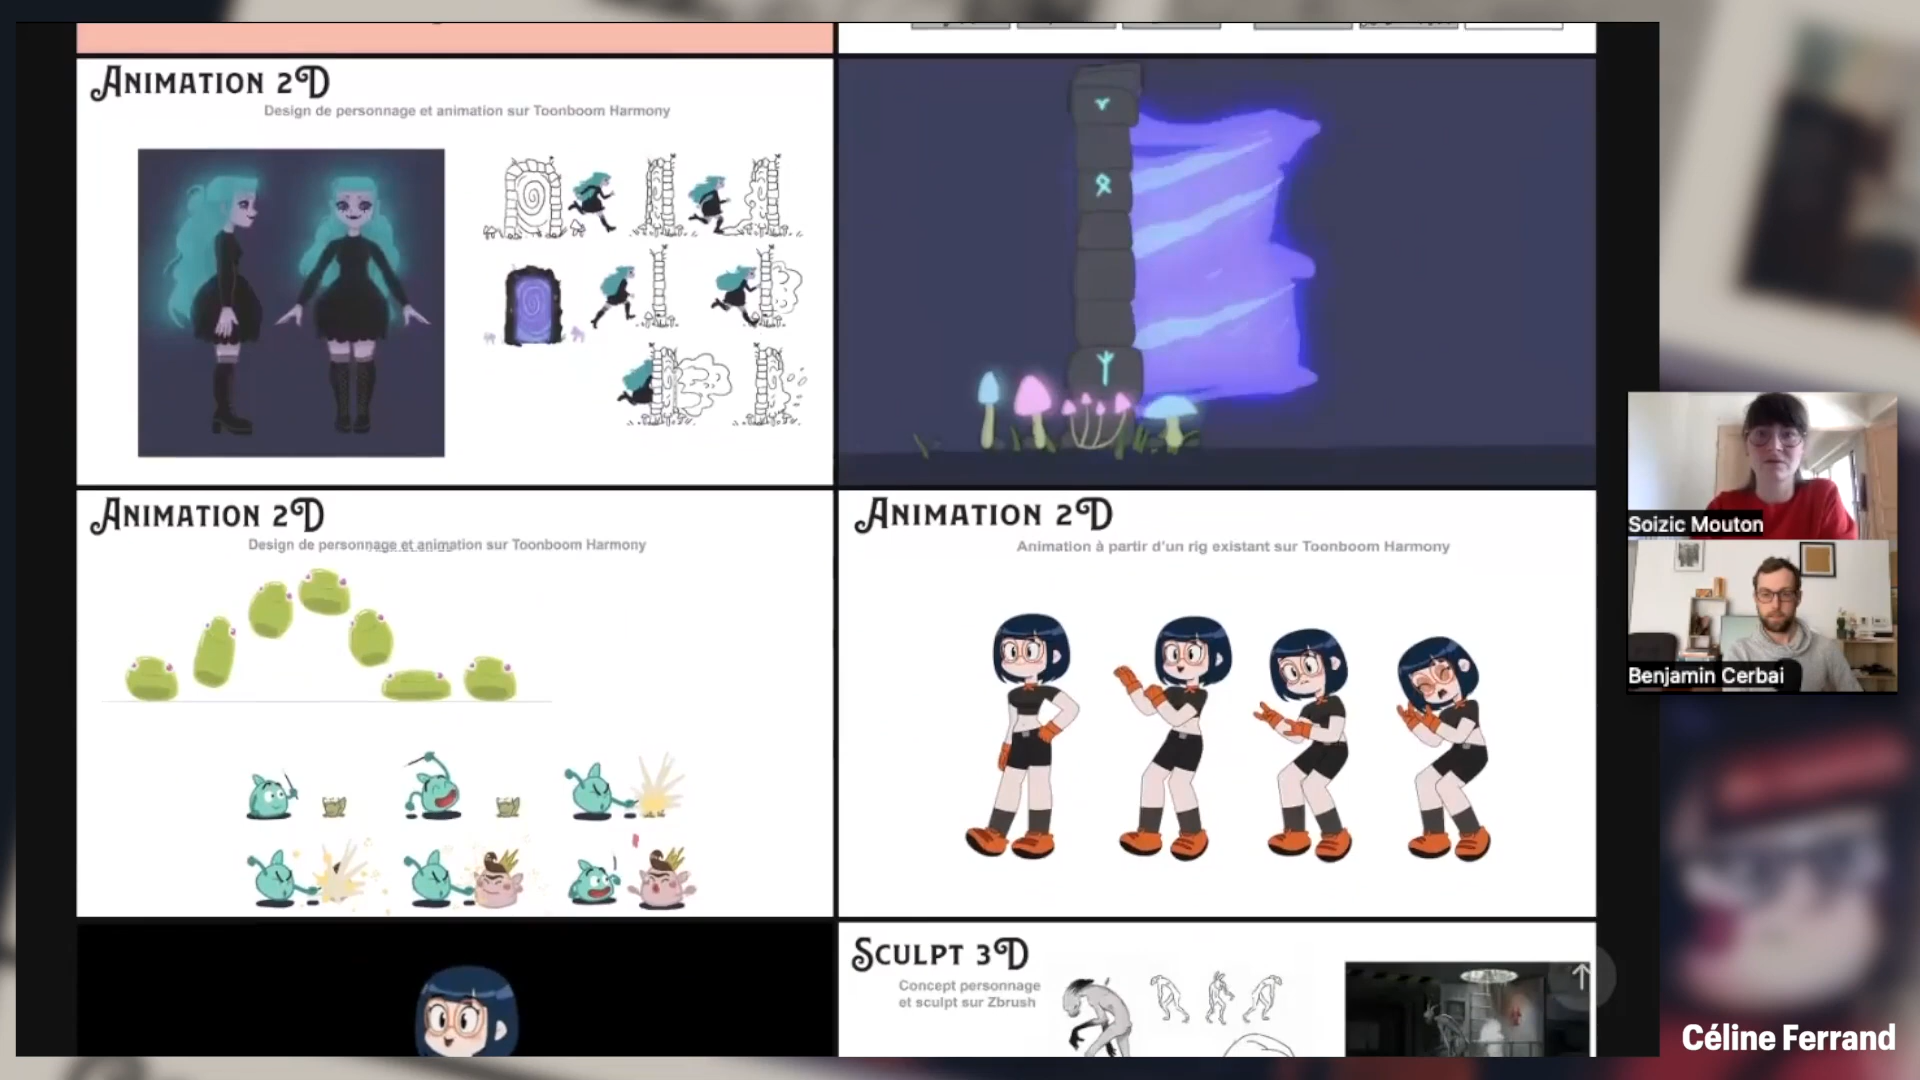 ANIMATION 2D
Design de personnage et animation sur Toonboom Harmony
ANIMATION 2D
Design de personnage et animation sur Toonboom Harmony
ANIMATION 2D
Animation à partir d'un rig existant sur Toonboom Harmony
SCULPT 3D
Concept personnage
et sculpt sur Zbrush
Soizic Mouton
Benjamin Cerbai
Céline Ferrand